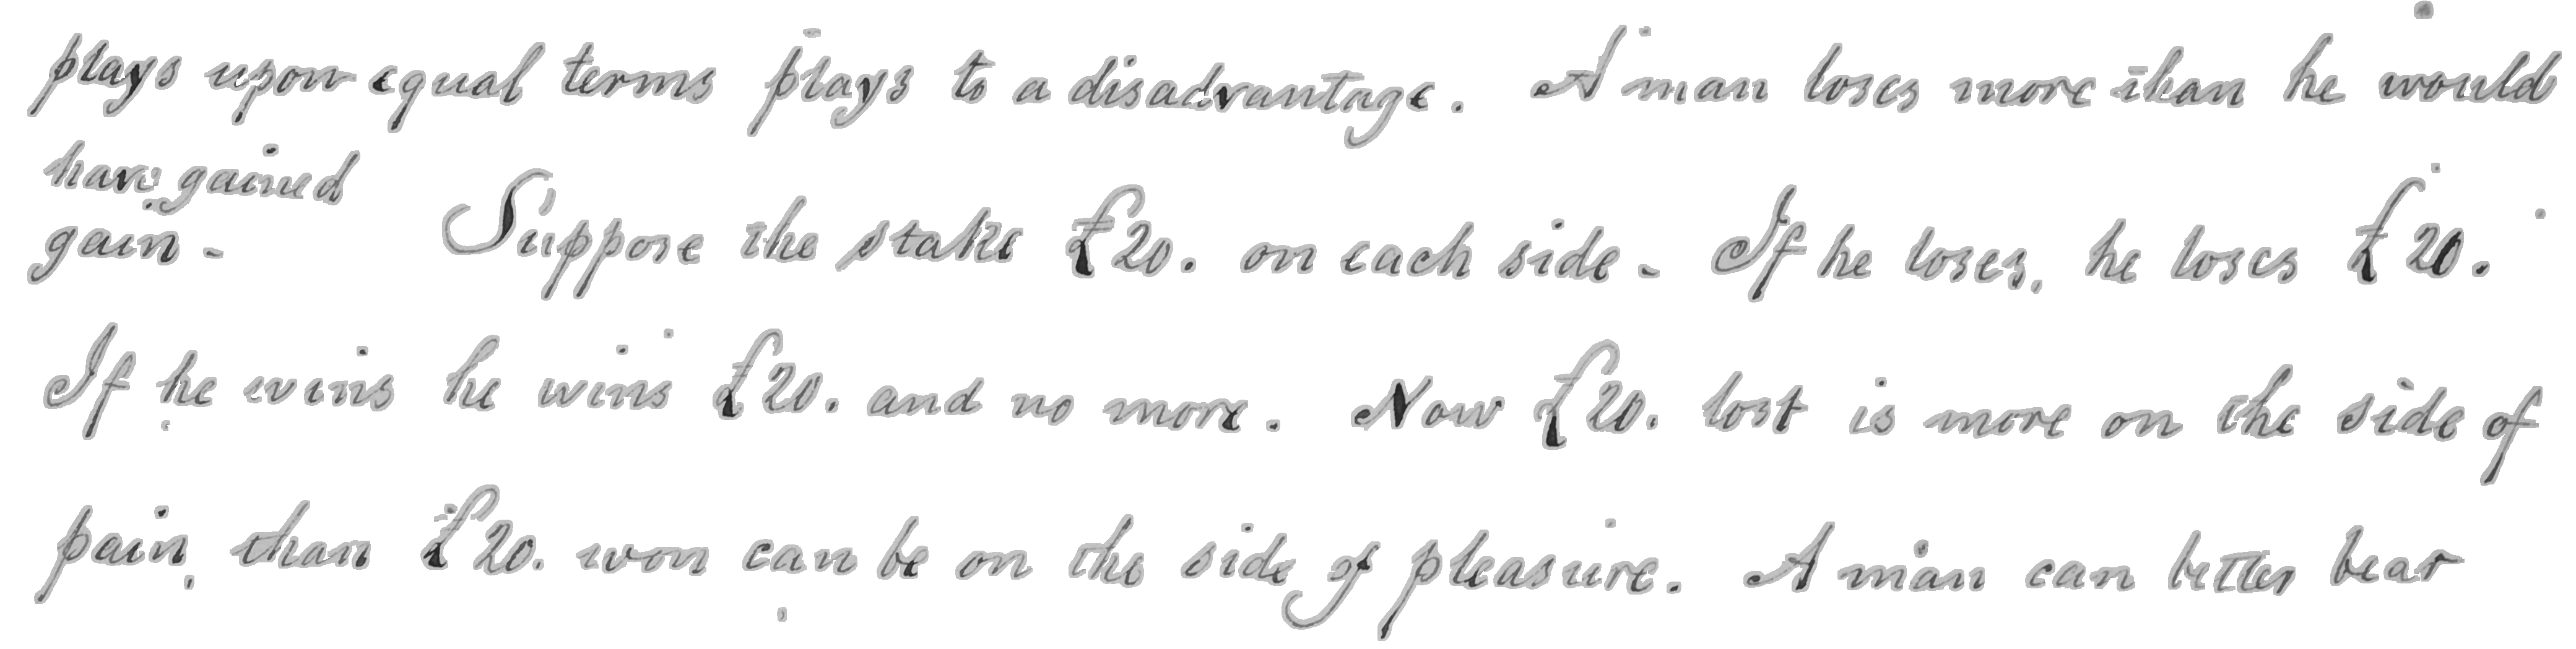 plays upon equal terms plays to a disadvantage. A man loses more than he would
have gained
gain - Suppose the stake £20. on each side - If he loses, he loses £20.
If he wins he wins £20. and no more. Now £20. lost is more on the side of
pain, than £20. won can be on the side of pleasure. A man can better bear